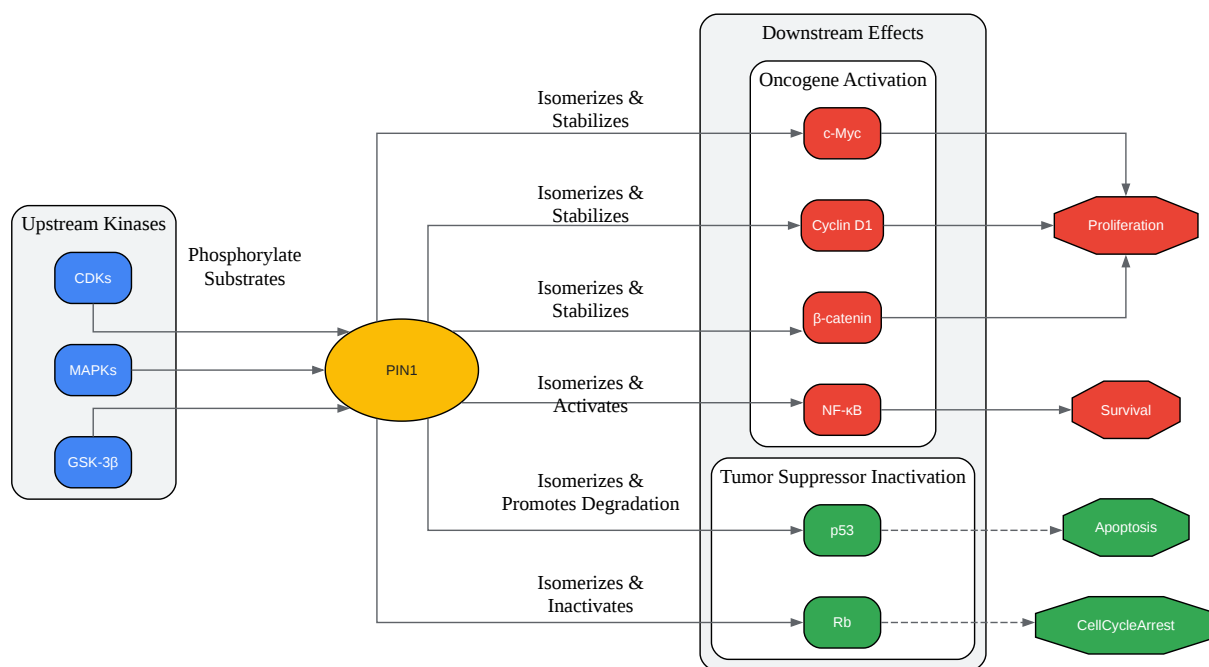 Downstream Effects
Oncogene Activation
Isomerizes &
Stabilizes
c-Myc
Isomerizes &
Stabilizes
Cyclin D1
Proliferation
Upstream Kinases
Phosphorylate
Substrates
CDKs
Isomerizes &
Stabilizes
β-catenin
MAPKs
PIN1
Isomerizes &
Activates
NF-κB
Survival
GSK-3β
Tumor Suppressor Inactivation
Isomerizes &
Promotes Degradation
p53
Apoptosis
Isomerizes &
Inactivates
Rb
CellCycleArrest